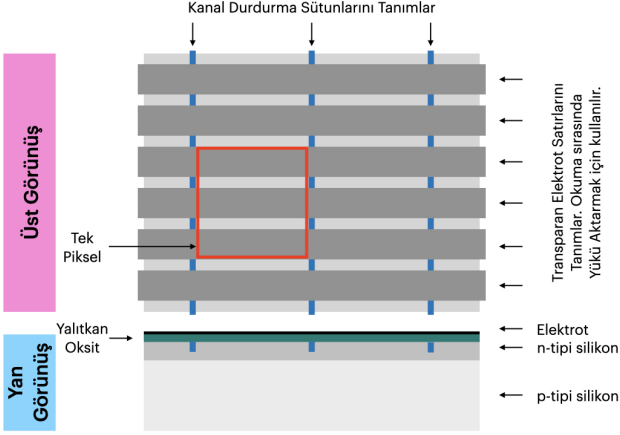 Kanal Durdurma Sütunlarını Tanımlar
Üst Görünüş
Tek
Piksel
Transparan Elektrot Satırlarını
Tanımlar. Okuma sırasında
Yükü Aktarmak için kullanılır.
Yan
Görünüş
Yalıtkan
Oksit
Elektrot
n-tipi silikon
p-tipi silikon